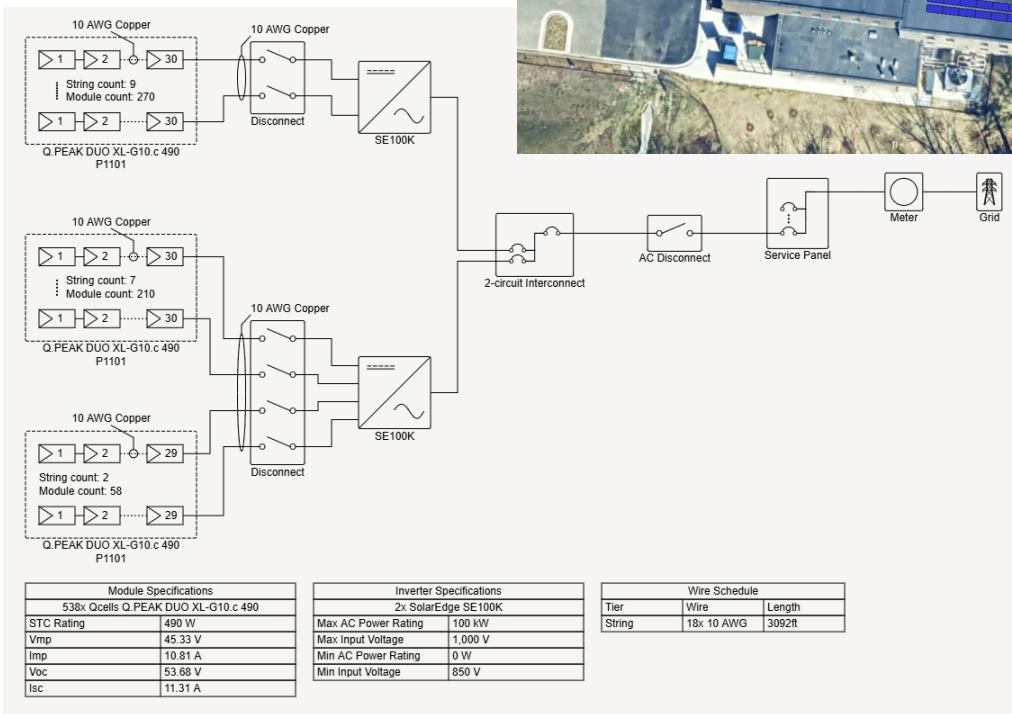 10 AWG Copper
1 2 30
String count: 9
Module count: 270
1 2 30
Q.PEAK DUO XL-G10.c 490
P1101
10 AWG Copper
Disconnect
SE100K
10 AWG Copper
1 2 30
String count: 7
Module count: 210
1 2 30
Q.PEAK DUO XL-G10.c 490
P1101
10 AWG Copper
1 2 29
String count: 2
Module count: 58
1 2 29
Q.PEAK DUO XL-G10.c 490
P1101
10 AWG Copper
Disconnect
SE100K
2-circuit Interconnect
AC Disconnect
Service Panel
Meter
Grid
Module Specifications
538x Qcells Q.PEAK DUO XL-G10.c 490
STC Rating 490 W
Vmp 45.33 V
Imp 10.81 A
Voc 53.68 V
Isc 11.31 A
Inverter Specifications
2x SolarEdge SE100K
Max AC Power Rating 100 kW
Max Input Voltage 1,000 V
Min AC Power Rating 0 W
Min Input Voltage 850 V
Wire Schedule
Tier Wire Length
String 18x 10 AWG 3092ft